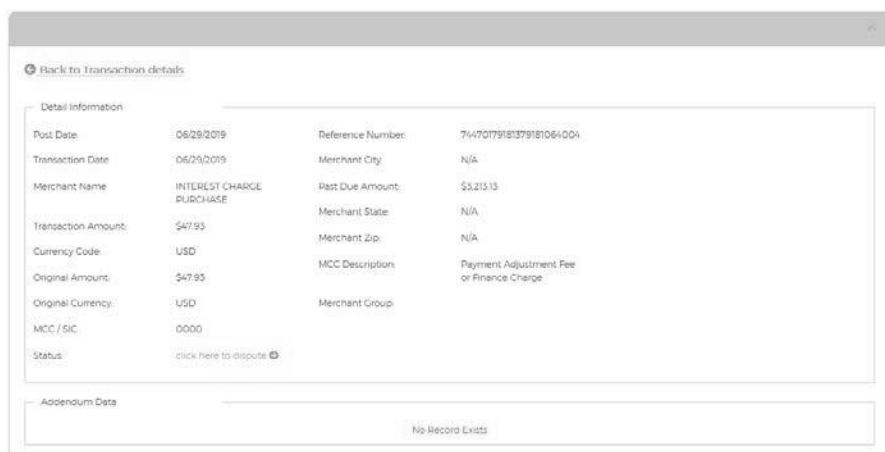 Back to Transaction details
Detail Information
Post Date: 06/29/2019 Reference Number: 74470179181379181064004
Transaction Date 06/29/2019 Merchant City: N/A
Merchant Name INTEREST CHARGE Past Due Amount: $3,213.13
PURCHASE
Merchant State: N/A
Transaction Amount: $47.93
Merchant Zip: N/A
Currency Code: USD
MCC Description: Payment Adjustment Fee
Original Amount: $47.93 or Finance Charge
Original Currency: USD Merchant Group:
MCC / SIC 0000
Status: click here to dispute
Addendum Data
No Record Exists